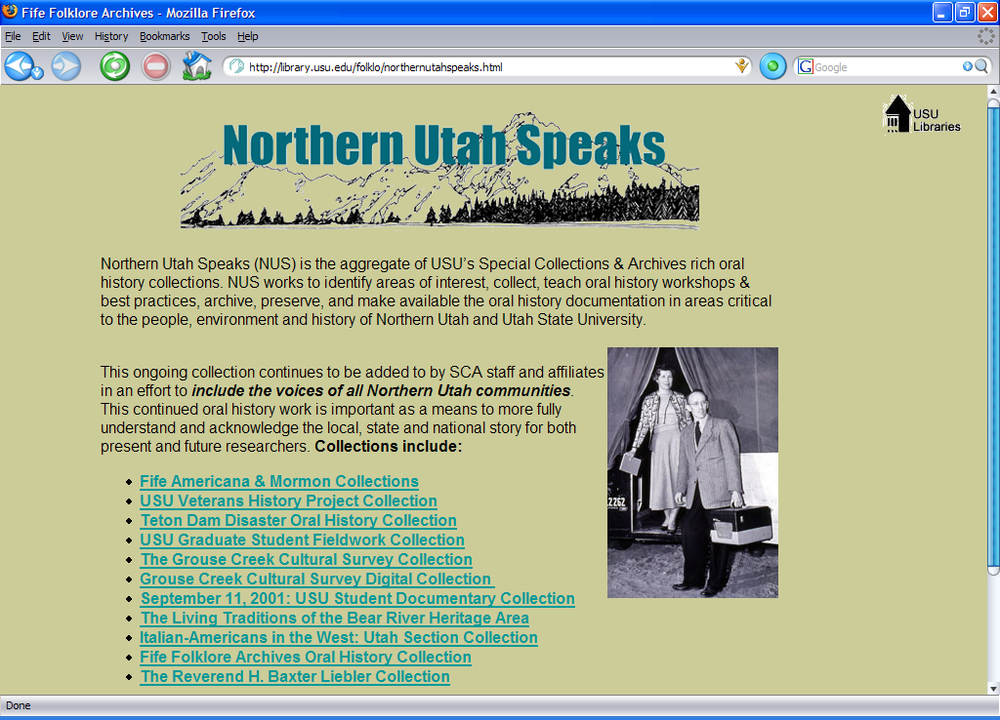 Fife Folklore Archives - Mozilla Firefox
File Edit View History Bookmarks Tools Help
http://library.usu.edu/folklo/northernutahspeaks.html
Google
USU
Libraries
Northern Utah Speaks
Northern Utah Speaks (NUS) is the aggregate of USU's Special Collections & Archives rich oral
history collections. NUS works to identify areas of interest, collect, teach oral history workshops &
best practices, archive, preserve, and make available the oral history documentation in areas critical
to the people, environment and history of Northern Utah and Utah State University.
This ongoing collection continues to be added to by SCA staff and affiliates
in an effort to include the voices of all Northern Utah communities.
This continued oral history work is important as a means to more fully
understand and acknowledge the local, state and national story for both
present and future researchers. Collections include:
Fife Americana & Mormon Collections
USU Veterans History Project Collection
Teton Dam Disaster Oral History Collection
USU Graduate Student Fieldwork Collection
The Grouse Creek Cultural Survey Collection
Grouse Creek Cultural Survey Digital Collection
September 11, 2001: USU Student Documentary Collection
The Living Traditions of the Bear River Heritage Area
Italian-Americans in the West: Utah Section Collection
Fife Folklore Archives Oral History Collection
The Reverend H. Baxter Liebler Collection
Done